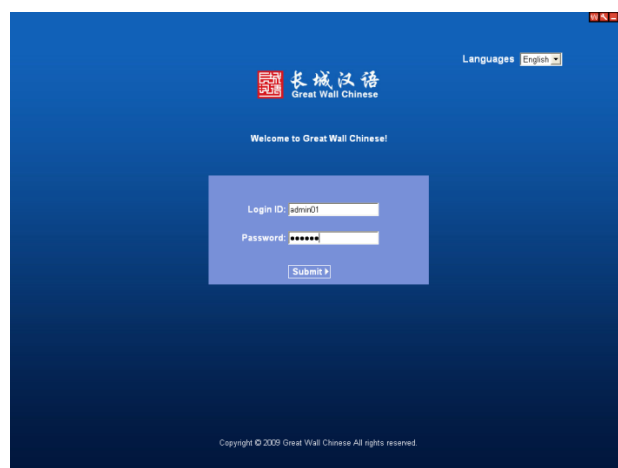 Languages English
长城汉语
Great Wall Chinese
Welcome to Great Wall Chinese!
Login ID: admin01
Password: ●●●●●●
Submit
Copyright © 2009 Great Wall Chinese All rights reserved.